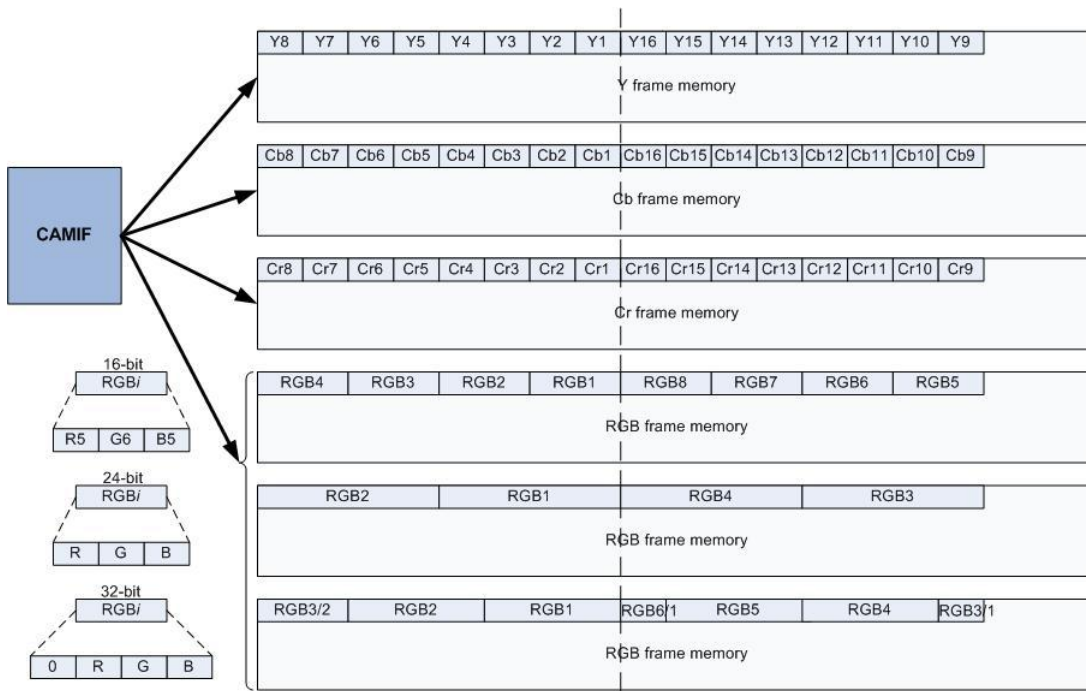 Y8 Y7 Y6 Y5 Y4 Y3 Y2 Y1 Y16 Y15 Y14 Y13 Y12 Y11 Y10 Y9
Y frame memory
Cb8 Cb7 Cb6 Cb5 Cb4 Cb3 Cb2 Cb1 Cb16 Cb15 Cb14 Cb13 Cb12 Cb11 Cb10 Cb9
Cb frame memory
CAMIF
Cr8 Cr7 Cr6 Cr5 Cr4 Cr3 Cr2 Cr1 Cr16 Cr15 Cr14 Cr13 Cr12 Cr11 Cr10 Cr9
Cr frame memory
16-bit
RGBi
R5 G6 B5
RGB4 RGB3 RGB2 RGB1 RGB8 RGB7 RGB6 RGB5
RGB frame memory
24-bit
RGBi
R G B
RGB2 RGB1 RGB4 RGB3
RGB frame memory
32-bit
RGBi
0 R G B
RGB3/2 RGB2 RGB1 RGB6/1 RGB5 RGB4 RGB3/1
RGB frame memory